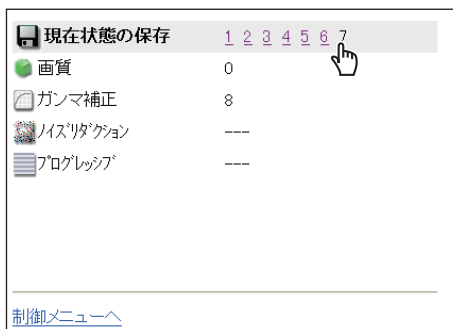 現在状態の保存 1 2 3 4 5 6 7
画質 0
ガンマ補正 8
ﾉｲｽﾞﾘﾀﾞｸｼｮﾝ ---
ﾌﾟﾛｸﾞﾚｯｼﾌﾞ ---
制御メニューへ